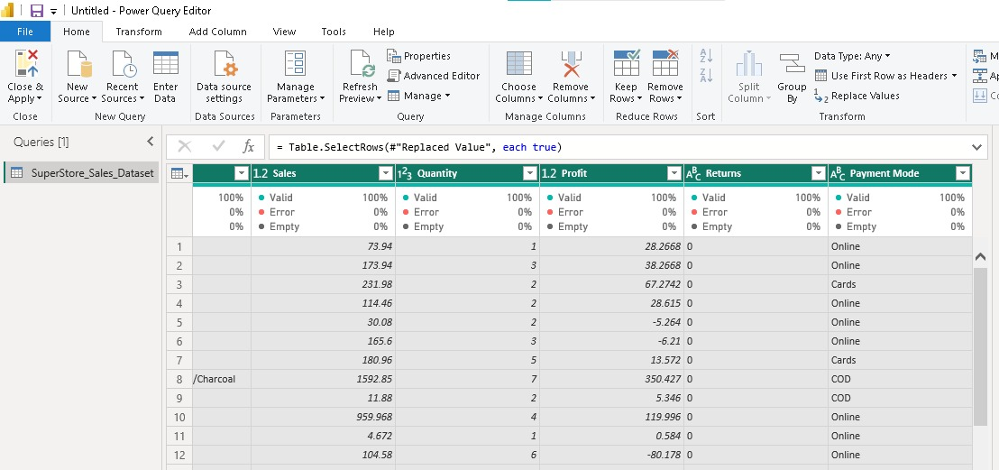 Untitled - Power Query Editor
File Home Transform Add Column View Tools Help
Close & Apply
Close
New Source
Recent Sources
Enter Data
New Query
Data source settings
Data Sources
Manage Parameters
Parameters
Refresh Preview
Properties
Advanced Editor
Manage
Query
Choose Columns
Remove Columns
Manage Columns
Keep Rows
Remove Rows
Reduce Rows
Sort
Split Column
Group By
Data Type: Any
Use First Row as Headers
Replace Values
Transform
Queries [1]
SuperStore_Sales_Dataset
fx = Table.SelectRows(#"Replaced Value", each true)
1.2 Sales 123 Quantity 1.2 Profit ABC Returns ABC Payment Mode
100% Valid 100% Valid 100% Valid 100% Valid 100% Valid 100%
0% Error 0% Error 0% Error 0% Error 0% Error 0%
0% Empty 0% Empty 0% Empty 0% Empty 0% Empty 0%
1 73.94 1 28.2668 0 Online
2 173.94 3 38.2668 0 Online
3 231.98 2 67.2742 0 Cards
4 114.46 2 28.615 0 Online
5 30.08 2 -5.264 0 Online
6 165.6 3 -6.21 0 Online
7 180.96 5 13.572 0 Cards
8 /Charcoal 1592.85 7 350.427 0 COD
9 11.88 2 5.346 0 COD
10 959.968 4 119.996 0 Online
11 4.672 1 0.584 0 Online
12 104.58 6 -80.178 0 Online